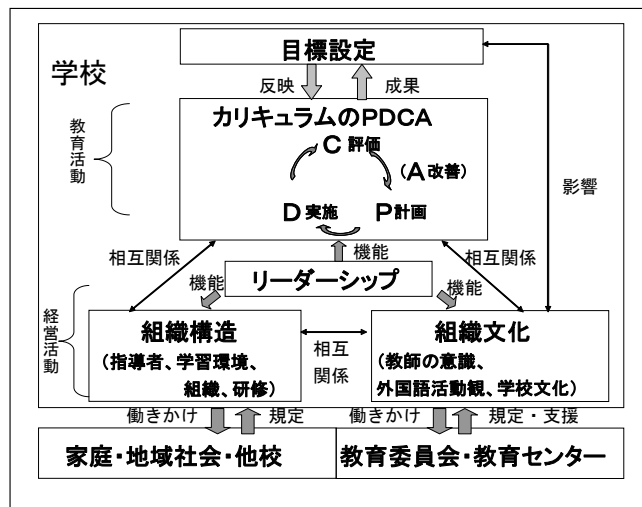 目標設定
学校
反映
成果
教育活動
カリキュラムのPDCA
C 評価
(A 改善)
D 実施
P 計画
影響
相互関係
機能
相互関係
リーダーシップ
機能
機能
経営活動
組織構造
(指導者、学習環境、
組織、研修)
相互
関係
組織文化
(教師の意識、
外国語活動観、学校文化)
働きかけ
規定
働きかけ
規定・支援
家庭・地域社会・他校
教育委員会・教育センター